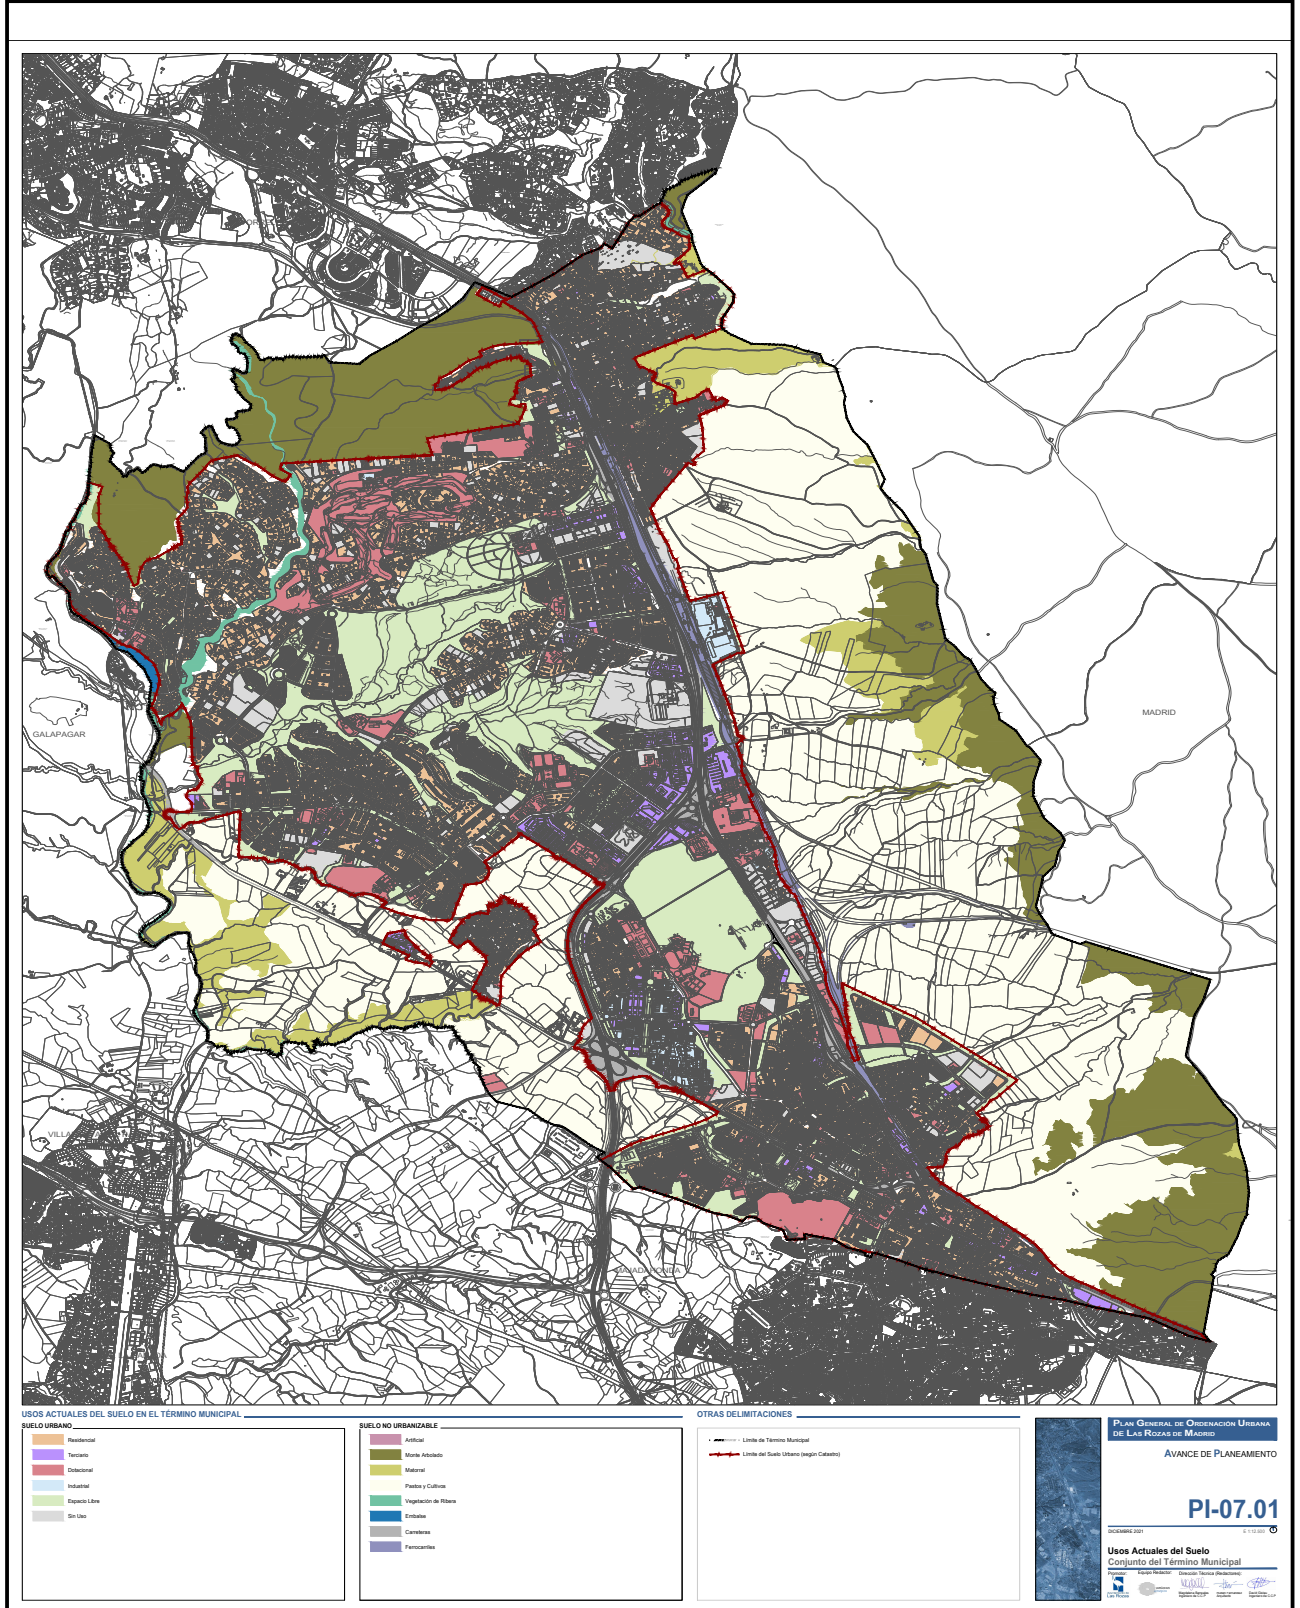 GALAPAGAR
MADRID
MAJADAHONDA
USOS ACTUALES DEL SUELO EN EL TÉRMINO MUNICIPAL
SUELO URBANO
Residencial
Terciario
Dotacional
Industrial
Espacio Libre
Sin Uso
SUELO NO URBANIZABLE
Artificial
Monte Arbolado
Matorral
Pastos y Cultivos
Vegetación de Ribera
Embalse
Carreteras
Ferrocarriles
OTRAS DELIMITACIONES
Límite de Término Municipal
Límite del Suelo Urbano (según Catastro)
PLAN GENERAL DE ORDENACIÓN URBANA
DE LAS ROZAS DE MADRID
AVANCE DE PLANEAMIENTO
PI-07.01
DICIEMBRE 2021
Usos Actuales del Suelo
Conjunto del Término Municipal
Promotor:
Equipo Redactor:
Dirección Técnica (Redactores):
Las Rozas